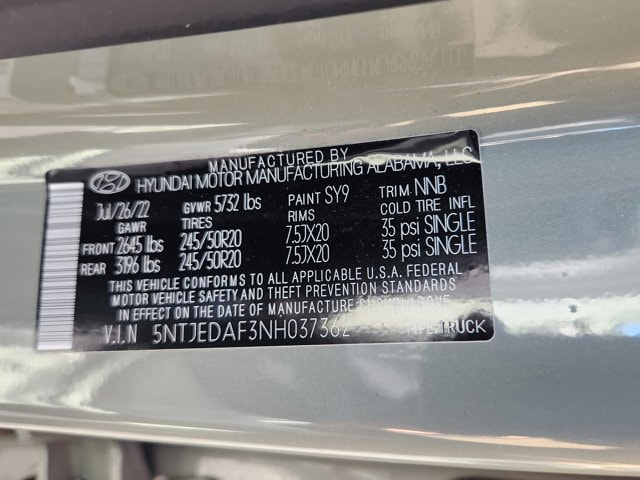 MANUFACTURED BY
HYUNDAI MOTOR MANUFACTURING ALABAMA, LLC
Jul/26/22 GVWR 5732 lbs PAINT SY9 TRIM NNB
GAWR TIRES RIMS COLD TIRE INFL
FRONT 2645 lbs 245/50R20 7.5JX20 35 psi SINGLE
REAR 3196 lbs 245/50R20 7.5JX20 35 psi SINGLE
THIS VEHICLE CONFORMS TO ALL APPLICABLE U.S.A. FEDERAL
MOTOR VEHICLE SAFETY AND THEFT PREVENTION STANDARDS
IN EFFECT ON THE DATE OF MANUFACTURE SHOWN ABOVE.
V.I.N 5NTJEDAF3NH037362 TYPE: TRUCK